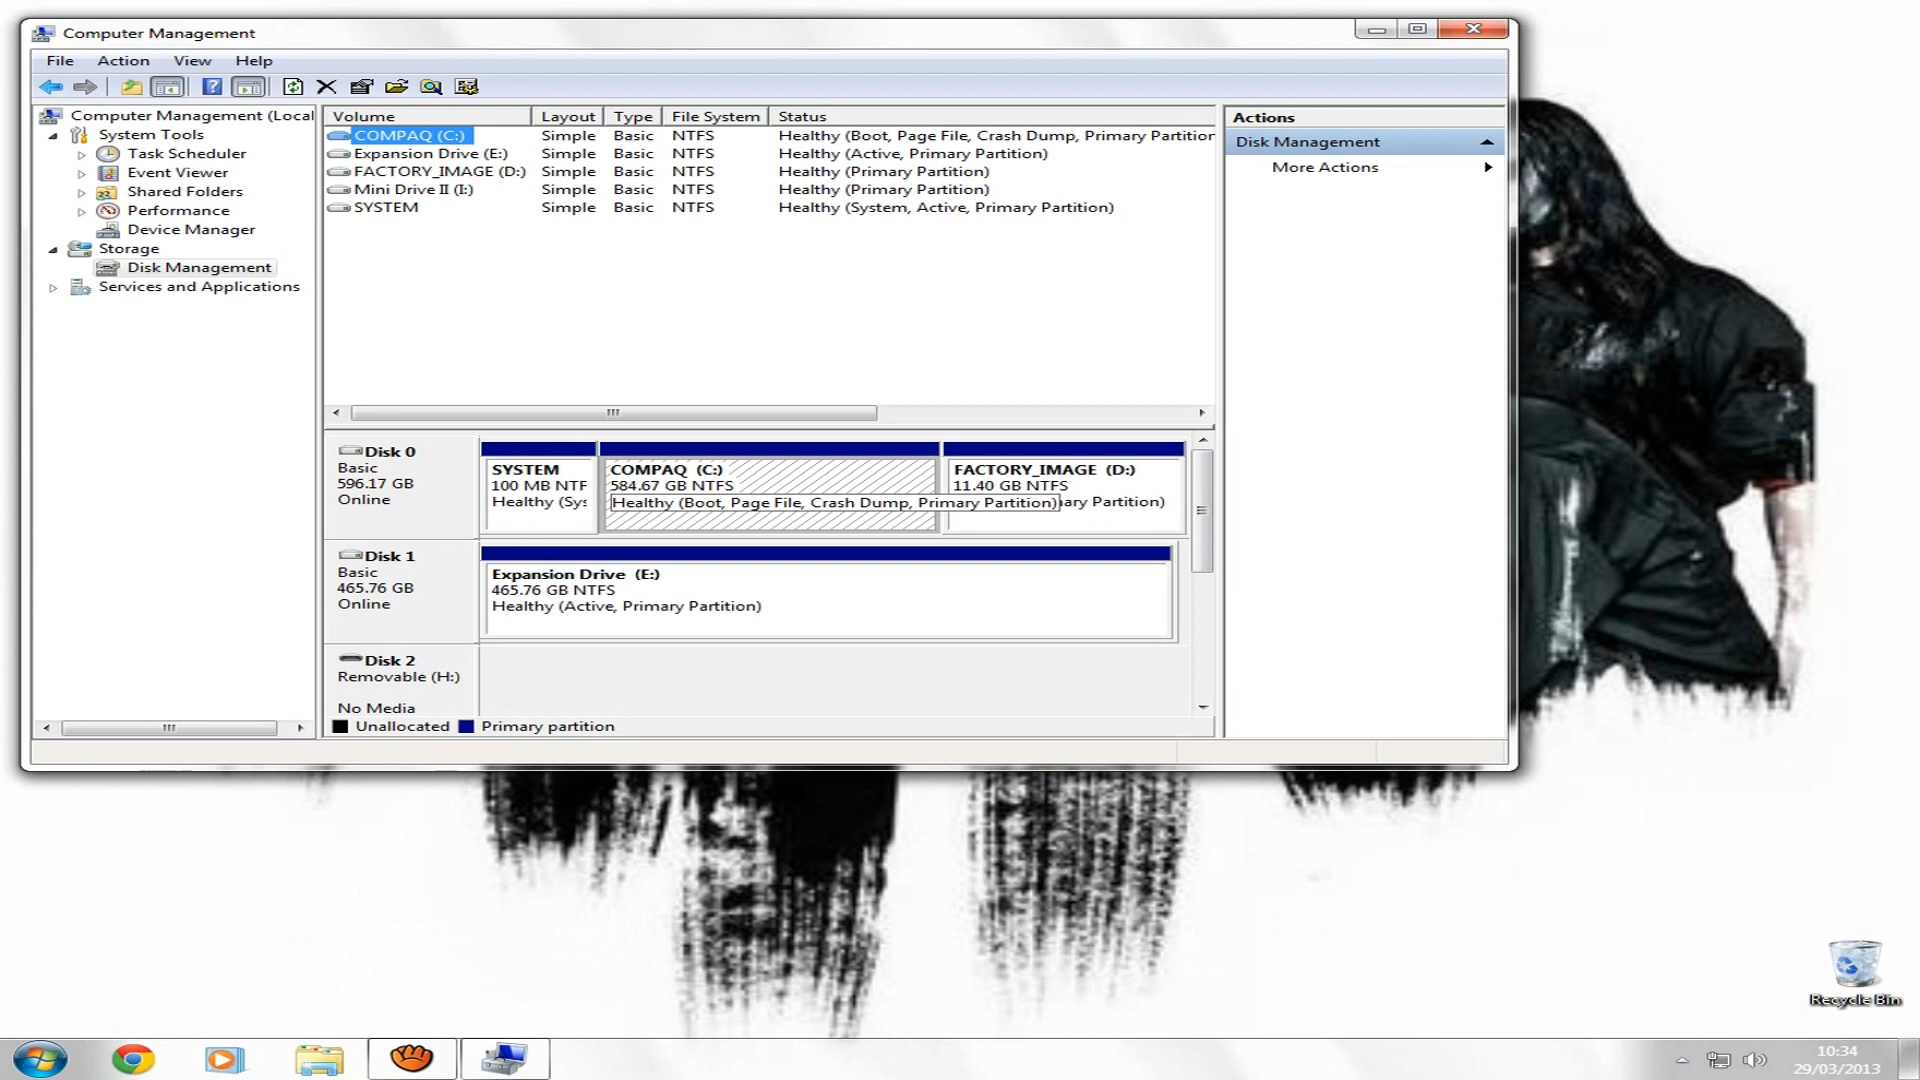 Computer Management
File Action View Help
Computer Management (Local
System Tools
Task Scheduler
Event Viewer
Shared Folders
Performance
Device Manager
Storage
Disk Management
Services and Applications
Volume Layout Type File System Status
COMPAQ (C:) Simple Basic NTFS Healthy (Boot, Page File, Crash Dump, Primary Partition
Expansion Drive (E:) Simple Basic NTFS Healthy (Active, Primary Partition)
FACTORY_IMAGE (D:) Simple Basic NTFS Healthy (Primary Partition)
Mini Drive II (I:) Simple Basic NTFS Healthy (Primary Partition)
SYSTEM Simple Basic NTFS Healthy (System, Active, Primary Partition)
Disk 0
Basic
596.17 GB
Online
SYSTEM
100 MB NTF
Healthy (Sys
COMPAQ (C:)
584.67 GB NTFS
Healthy (Boot, Page File, Crash Dump, Primary Partition)
FACTORY_IMAGE (D:)
11.40 GB NTFS
ary Partition)
Disk 1
Basic
465.76 GB
Online
Expansion Drive (E:)
465.76 GB NTFS
Healthy (Active, Primary Partition)
Disk 2
Removable (H:)
No Media
Unallocated Primary partition
Actions
Disk Management
More Actions
Recycle Bin
10:34
29/03/2013